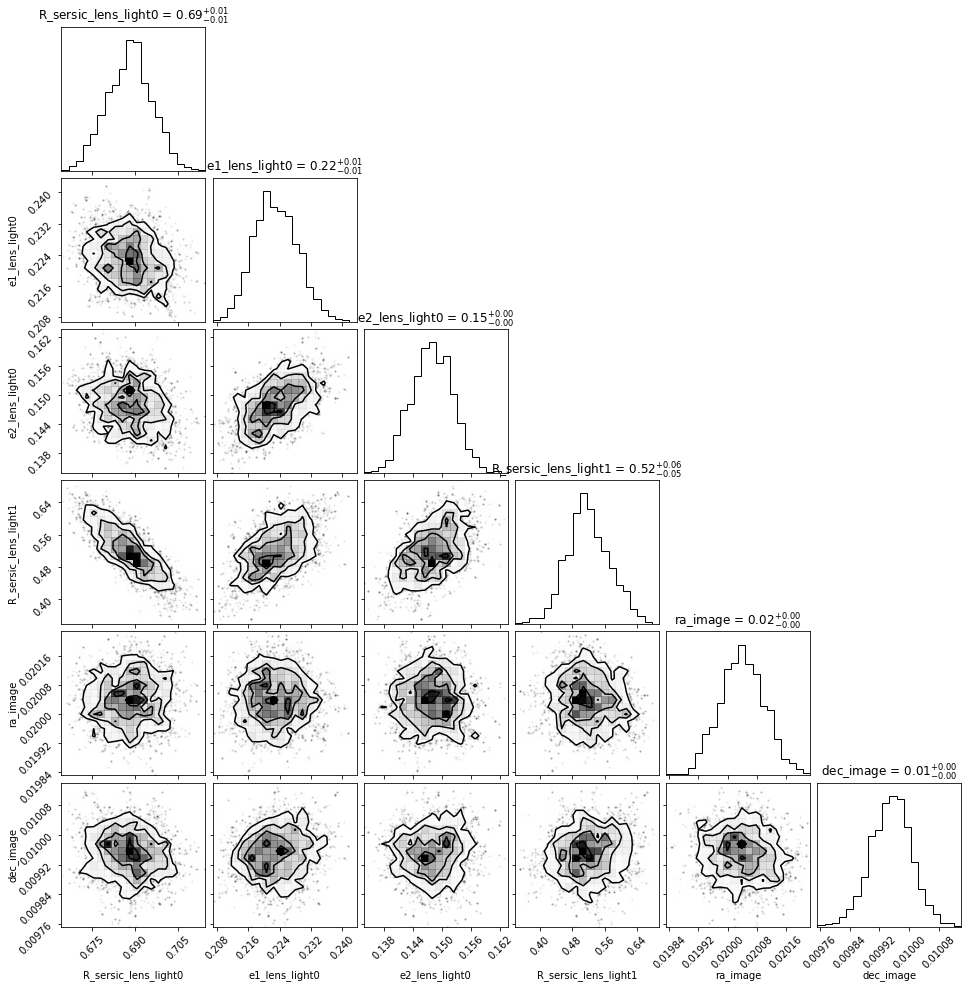 R_sersic_lens_light0 = 0.69+0.01 −0.01
e1_lens_light0 = 0.22+0.01 −0.01
0.240
0.232
0.224
0.216
0.208
e1_lens_light0
e2_lens_light0 = 0.15+0.00 −0.00
0.162
0.156
0.150
0.144
0.138
e2_lens_light0
R_sersic_lens_light1 = 0.52+0.06 −0.05
0.64
0.56
0.48
0.40
R_sersic_lens_light1
ra_image = 0.02+0.00 −0.00
0.02016
0.02008
0.02000
0.01992
0.01984
ra_image
dec_image = 0.01+0.00 −0.00
0.01008
0.01000
0.00992
0.00984
0.00976
dec_image
0.675 0.690 0.705
0.208 0.216 0.224 0.232 0.240
0.138 0.144 0.150 0.156 0.162
0.40 0.48 0.56 0.64
0.01984 0.01992 0.02000 0.02008 0.02016
0.00976 0.00984 0.00992 0.01000 0.01008
R_sersic_lens_light0 e1_lens_light0 e2_lens_light0 R_sersic_lens_light1 ra_image dec_image